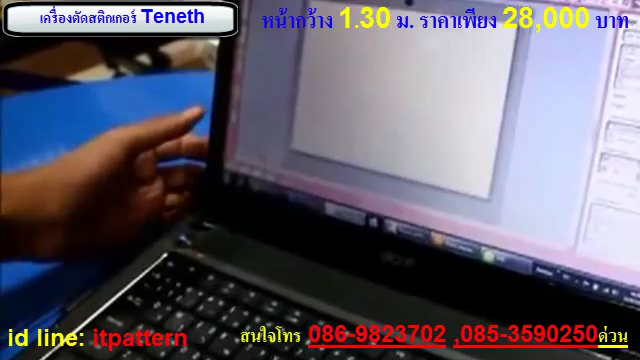 เครื่องตัดสติกเกอร์ Teneth
หน้ากว้าง 1.30 ม. ราคาเพียง 28,000 บาท
acer
id line: itpattern
สนใจโทร .086-9823702 ,085-3590250ด่วน